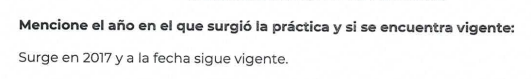 Mencione el año en el que surgió la práctica y si se encuentra vigente:
Surge en 2017 y a la fecha sigue vigente.